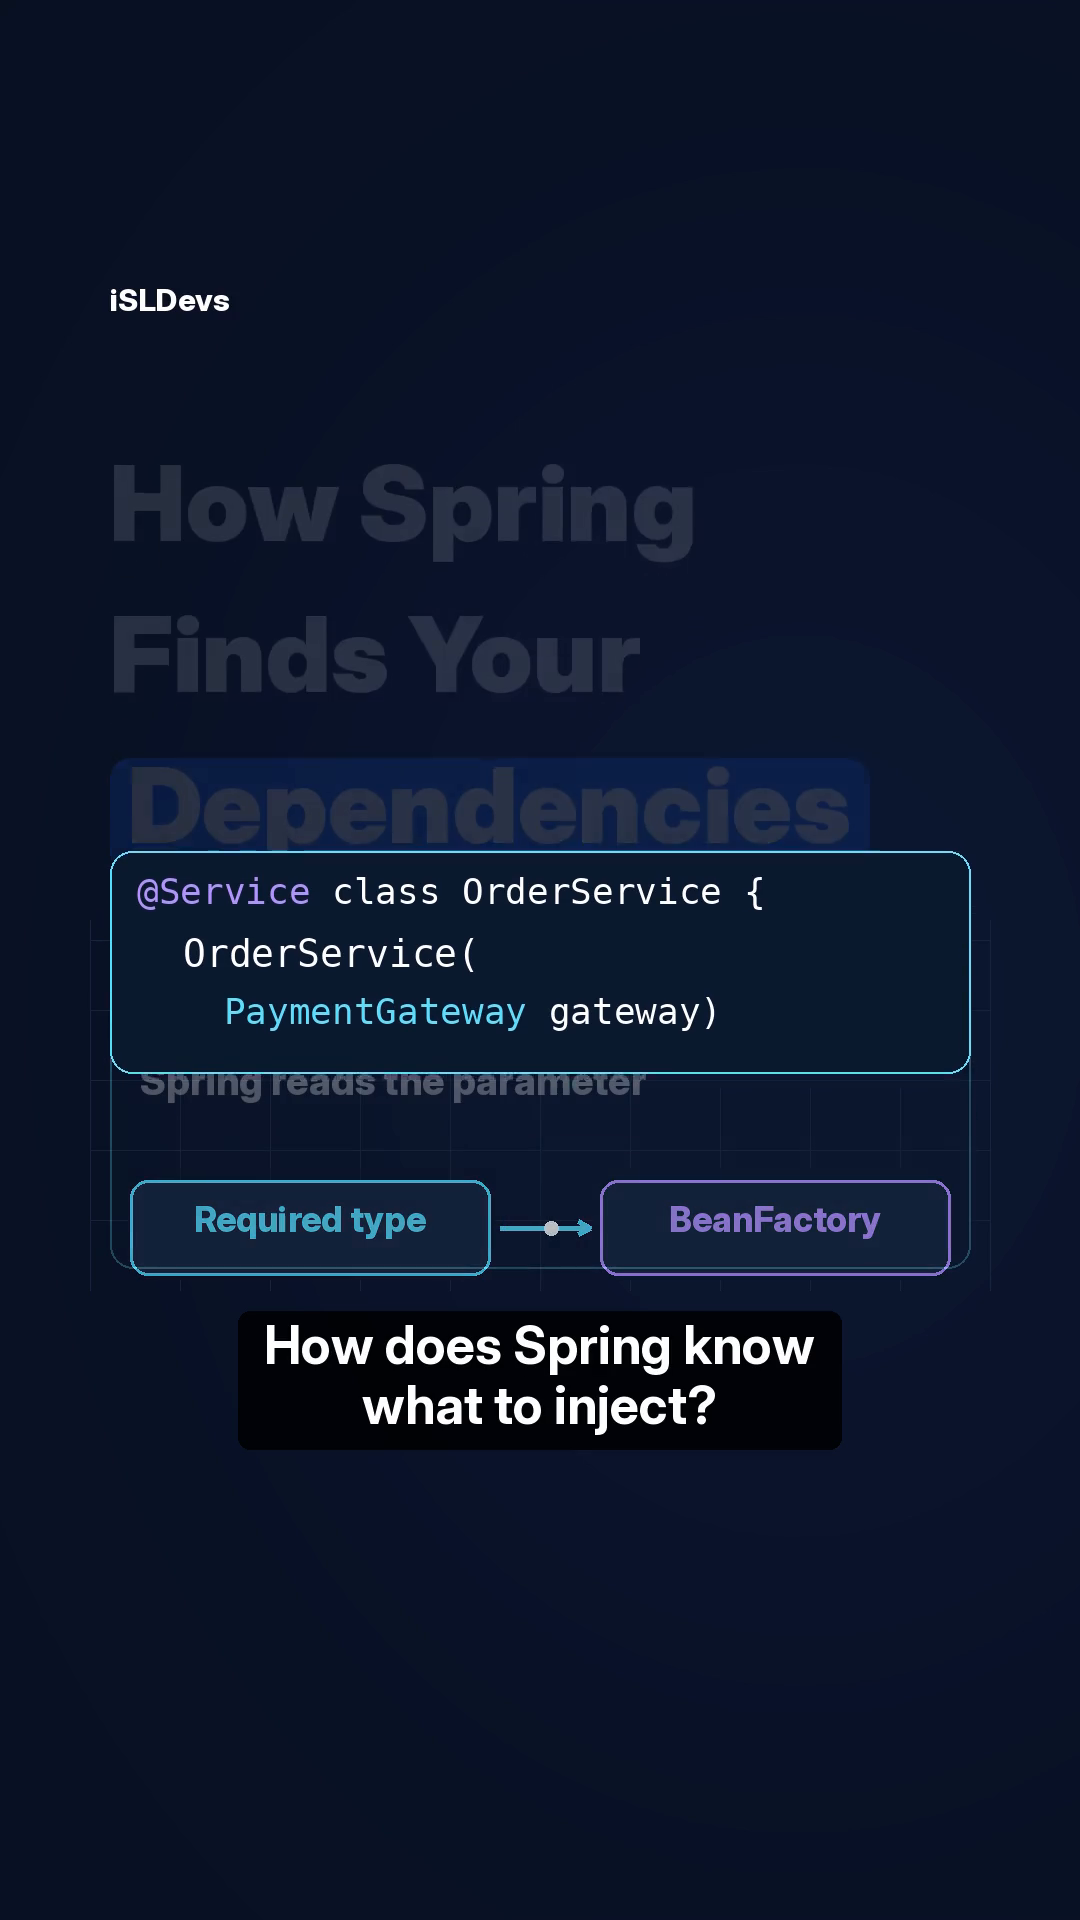 iSLDevs
How Spring
Finds Your
Dependencies
@Service class OrderService {
OrderService(
PaymentGateway gateway)
Spring reads the parameter
Required type
BeanFactory
How does Spring know
what to inject?